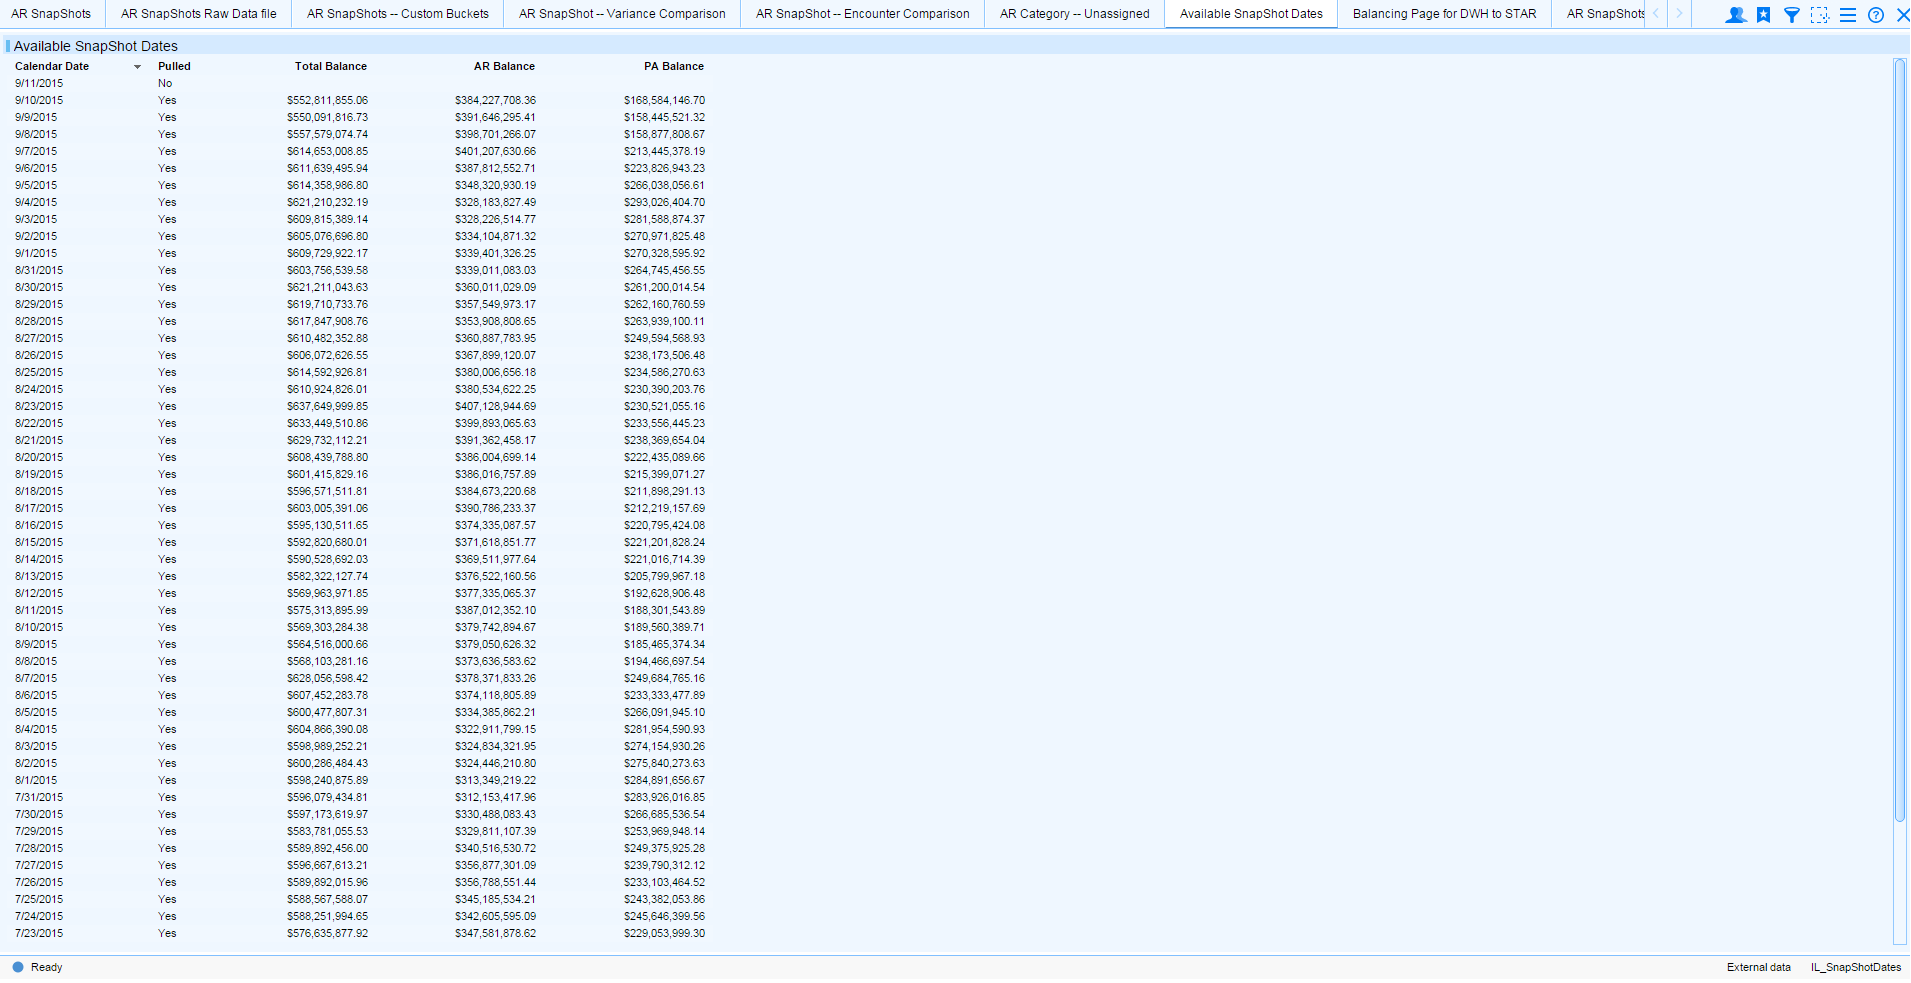 AR SnapShots AR SnapShots Raw Data file AR SnapShots -- Custom Buckets AR SnapShot -- Variance Comparison AR SnapShot -- Encounter Comparison AR Category -- Unassigned Available SnapShot Dates Balancing Page for DWH to STAR AR SnapShots
Available SnapShot Dates
Calendar Date Pulled Total Balance AR Balance PA Balance
9/11/2015 No
9/10/2015 Yes $552,811,855.06 $384,227,708.36 $168,584,146.70
9/9/2015 Yes $550,091,816.73 $391,646,295.41 $158,445,521.32
9/8/2015 Yes $557,579,074.74 $398,701,266.07 $158,877,808.67
9/7/2015 Yes $614,653,008.85 $401,207,630.66 $213,445,378.19
9/6/2015 Yes $611,639,495.94 $387,812,552.71 $223,826,943.23
9/5/2015 Yes $614,358,986.80 $348,320,930.19 $266,038,056.61
9/4/2015 Yes $621,210,232.19 $328,183,827.49 $293,026,404.70
9/3/2015 Yes $609,815,389.14 $328,226,514.77 $281,588,874.37
9/2/2015 Yes $605,076,696.80 $334,104,871.32 $270,971,825.48
9/1/2015 Yes $609,729,922.17 $339,401,326.25 $270,328,595.92
8/31/2015 Yes $603,756,539.58 $339,011,083.03 $264,745,456.55
8/30/2015 Yes $621,211,043.63 $360,011,029.09 $261,200,014.54
8/29/2015 Yes $619,710,733.76 $357,549,973.17 $262,160,760.59
8/28/2015 Yes $617,847,908.76 $353,908,808.65 $263,939,100.11
8/27/2015 Yes $610,482,352.88 $360,887,783.95 $249,594,568.93
8/26/2015 Yes $606,072,626.55 $367,899,120.07 $238,173,506.48
8/25/2015 Yes $614,592,926.81 $380,006,656.18 $234,586,270.63
8/24/2015 Yes $610,924,826.01 $380,534,622.25 $230,390,203.76
8/23/2015 Yes $637,649,999.85 $407,128,944.69 $230,521,055.16
8/22/2015 Yes $633,449,510.86 $399,893,065.63 $233,556,445.23
8/21/2015 Yes $629,732,112.21 $391,362,458.17 $238,369,654.04
8/20/2015 Yes $608,439,788.80 $386,004,699.14 $222,435,089.66
8/19/2015 Yes $601,415,829.16 $386,016,757.89 $215,399,071.27
8/18/2015 Yes $596,571,511.81 $384,673,220.68 $211,898,291.13
8/17/2015 Yes $603,005,391.06 $390,786,233.37 $212,219,157.69
8/16/2015 Yes $595,130,511.65 $374,335,087.57 $220,795,424.08
8/15/2015 Yes $592,820,680.01 $371,618,851.77 $221,201,828.24
8/14/2015 Yes $590,528,692.03 $369,511,977.64 $221,016,714.39
8/13/2015 Yes $582,322,127.74 $376,522,160.56 $205,799,967.18
8/12/2015 Yes $569,963,971.85 $377,335,065.37 $192,628,906.48
8/11/2015 Yes $575,313,895.99 $387,012,352.10 $188,301,543.89
8/10/2015 Yes $569,303,284.38 $379,742,894.67 $189,560,389.71
8/9/2015 Yes $564,516,000.66 $379,050,626.32 $185,465,374.34
8/8/2015 Yes $568,103,281.16 $373,636,583.62 $194,466,697.54
8/7/2015 Yes $628,056,598.42 $378,371,833.26 $249,684,765.16
8/6/2015 Yes $607,452,283.78 $374,118,805.89 $233,333,477.89
8/5/2015 Yes $600,477,807.31 $334,385,862.21 $266,091,945.10
8/4/2015 Yes $604,866,390.08 $322,911,799.15 $281,954,590.93
8/3/2015 Yes $598,989,252.21 $324,834,321.95 $274,154,930.26
8/2/2015 Yes $600,286,484.43 $324,446,210.80 $275,840,273.63
8/1/2015 Yes $598,240,875.89 $313,349,219.22 $284,891,656.67
7/31/2015 Yes $596,079,434.81 $312,153,417.96 $283,926,016.85
7/30/2015 Yes $597,173,619.97 $330,488,083.43 $266,685,536.54
7/29/2015 Yes $583,781,055.53 $329,811,107.39 $253,969,948.14
7/28/2015 Yes $589,892,456.00 $340,516,530.72 $249,375,925.28
7/27/2015 Yes $596,667,613.21 $356,877,301.09 $239,790,312.12
7/26/2015 Yes $589,892,015.96 $356,788,551.44 $233,103,464.52
7/25/2015 Yes $588,567,588.07 $345,185,534.21 $243,382,053.86
7/24/2015 Yes $588,251,994.65 $342,605,595.09 $245,646,399.56
7/23/2015 Yes $576,635,877.92 $347,581,878.62 $229,053,999.30
Ready External data IL_SnapShotDates